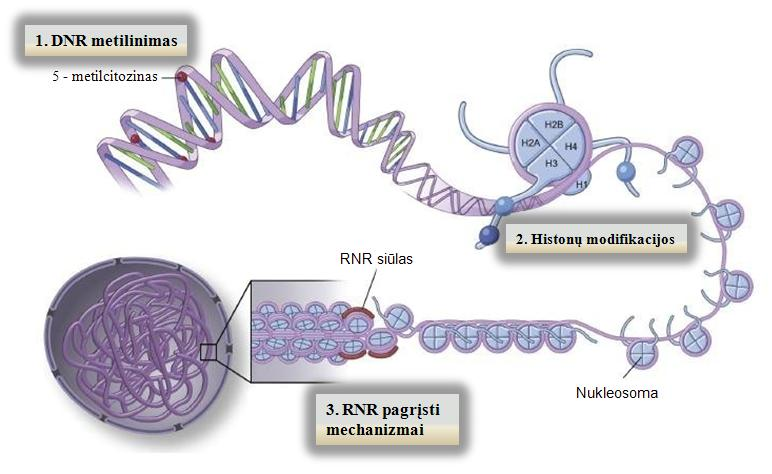 1. DNR metilinimas
5 - metilcitozinas
H2B
H2A
H4
H3
H1
2. Histonų modifikacijos
RNR siūlas
Nukleosoma
3. RNR pagrįsti
mechanizmai